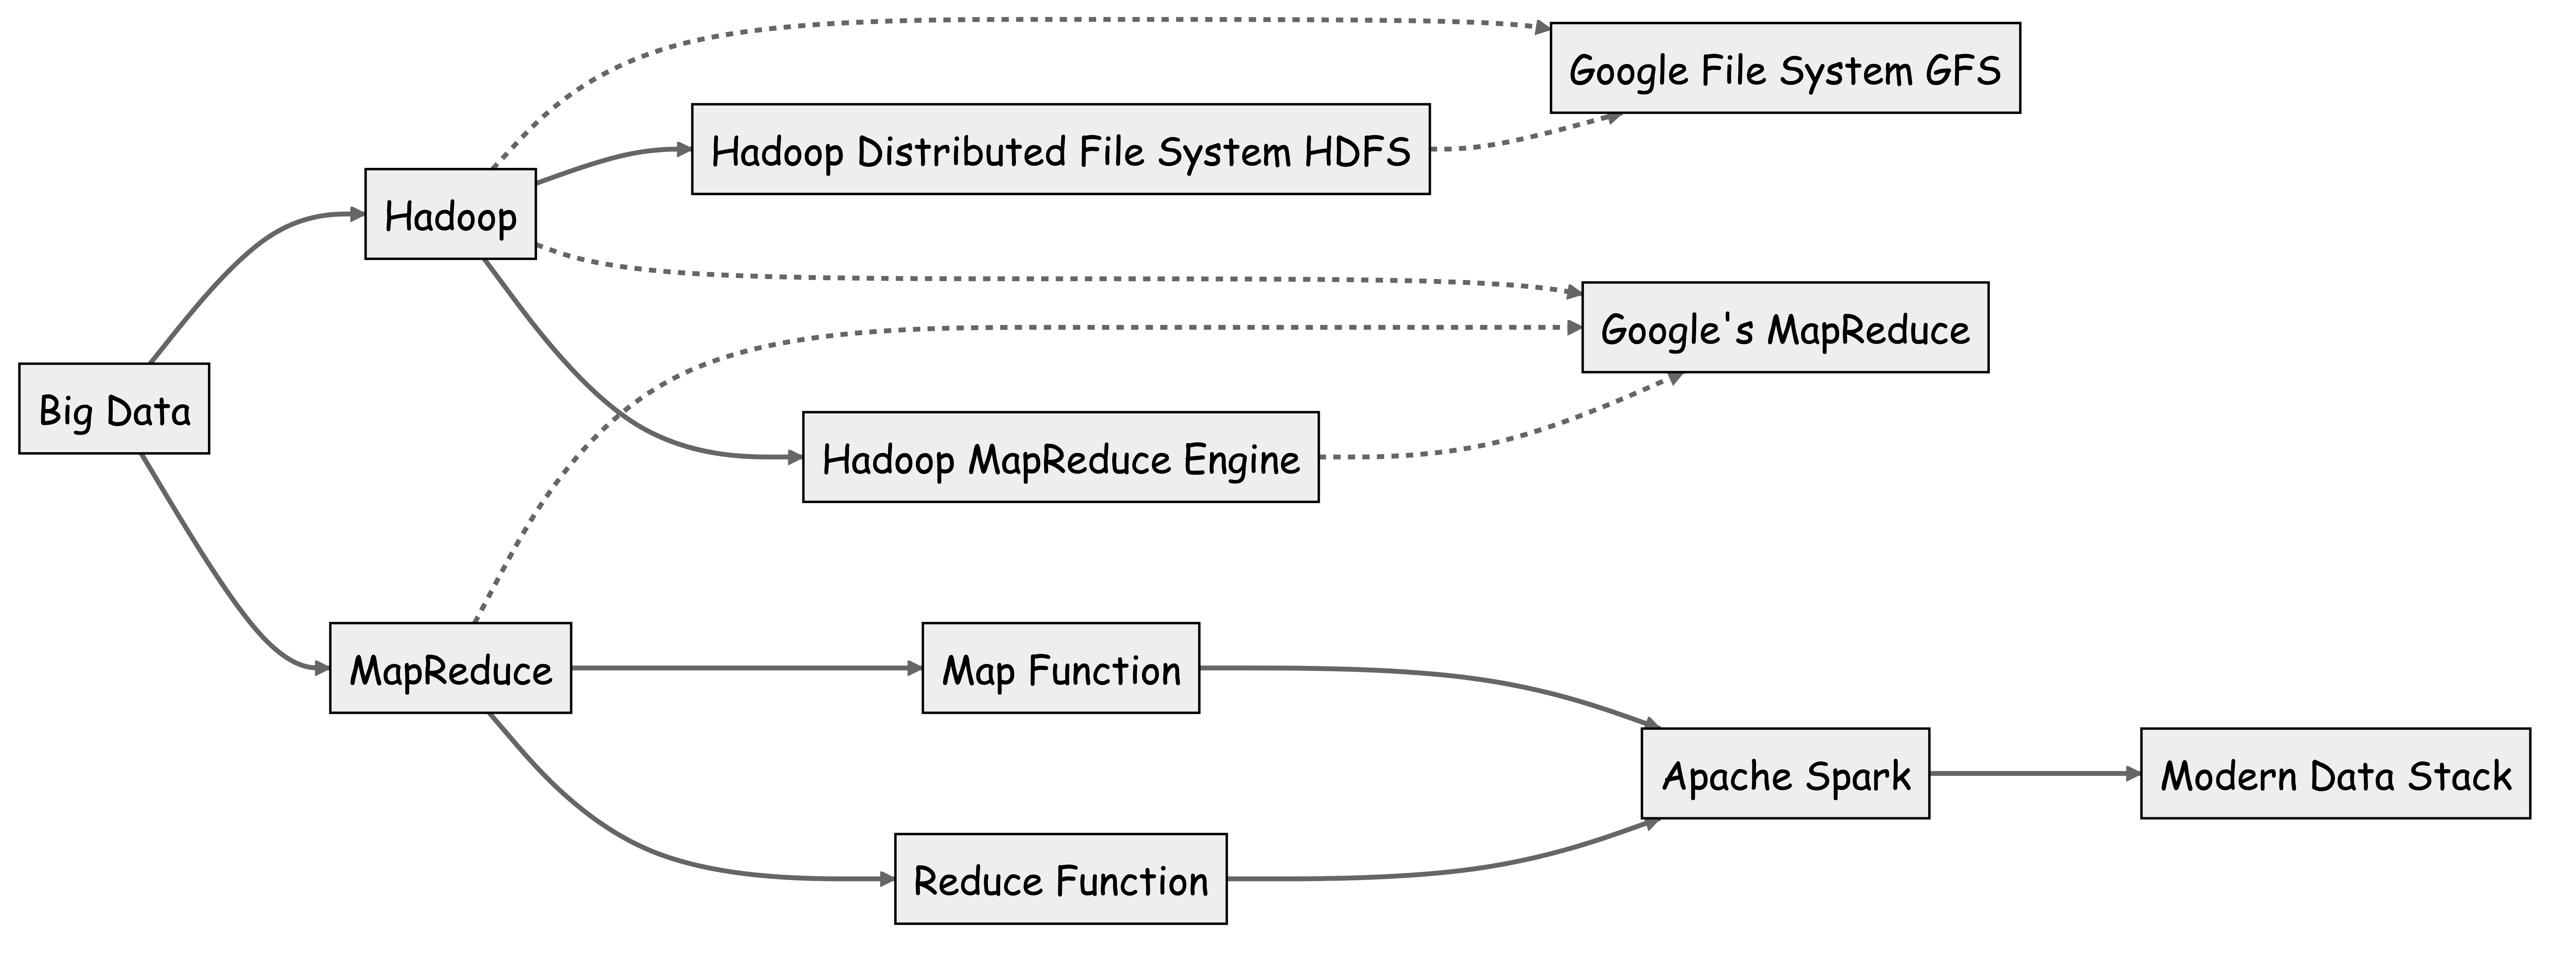 Google File System GFS
Hadoop Distributed File System HDFS
Hadoop
Google's MapReduce
Big Data
Hadoop MapReduce Engine
MapReduce
Map Function
Apache Spark
Modern Data Stack
Reduce Function